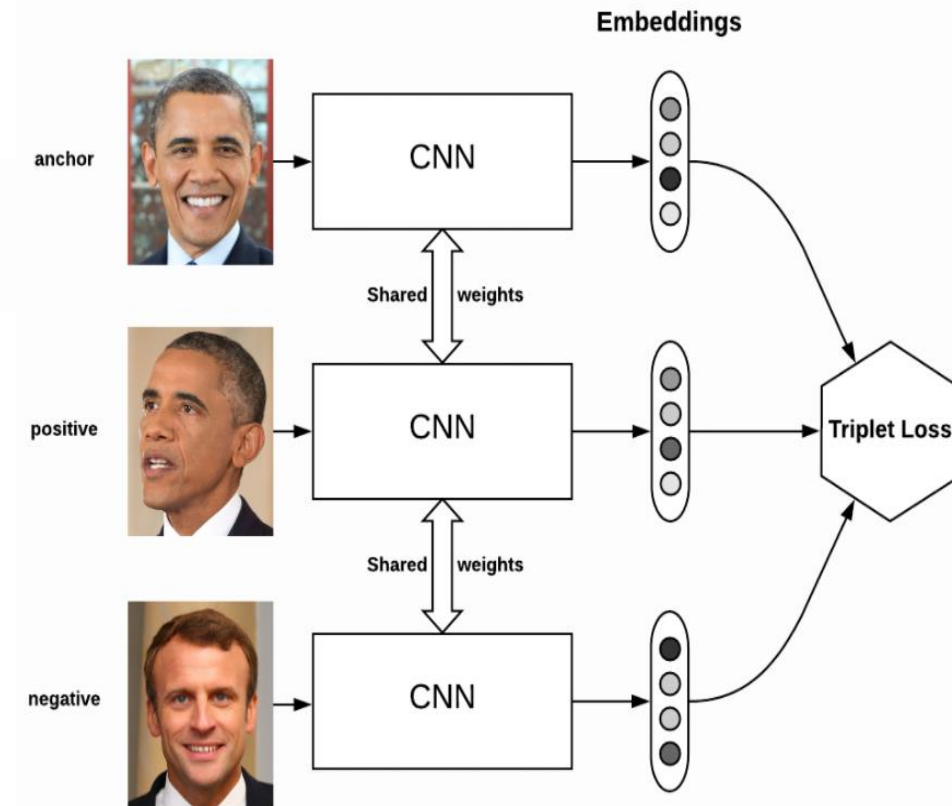 Embeddings
anchor
CNN
Shared weights
positive
CNN
Triplet Loss
Shared weights
negative
CNN